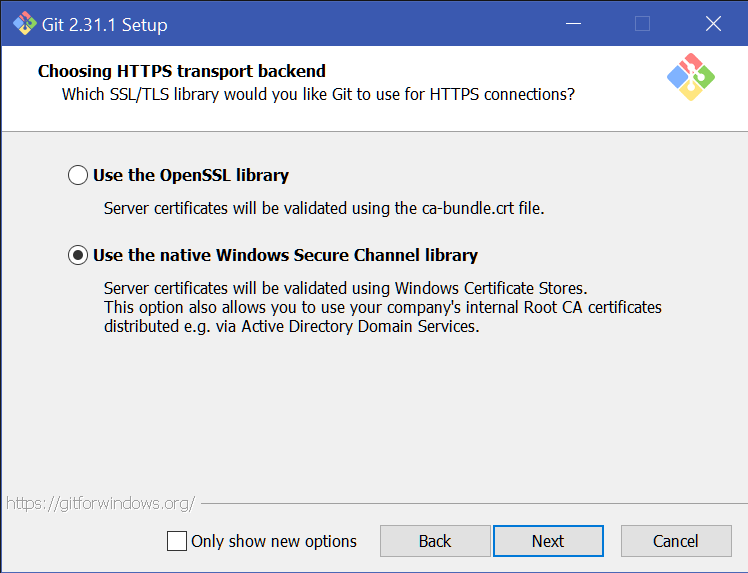 Git 2.31.1 Setup
Choosing HTTPS transport backend
Which SSL/TLS library would you like Git to use for HTTPS connections?
Use the OpenSSL library
Server certificates will be validated using the ca-bundle.crt file.
Use the native Windows Secure Channel library
Server certificates will be validated using Windows Certificate Stores.
This option also allows you to use your company's internal Root CA certificates
distributed e.g. via Active Directory Domain Services.
https://gitforwindows.org/
Only show new options
Back
Next
Cancel